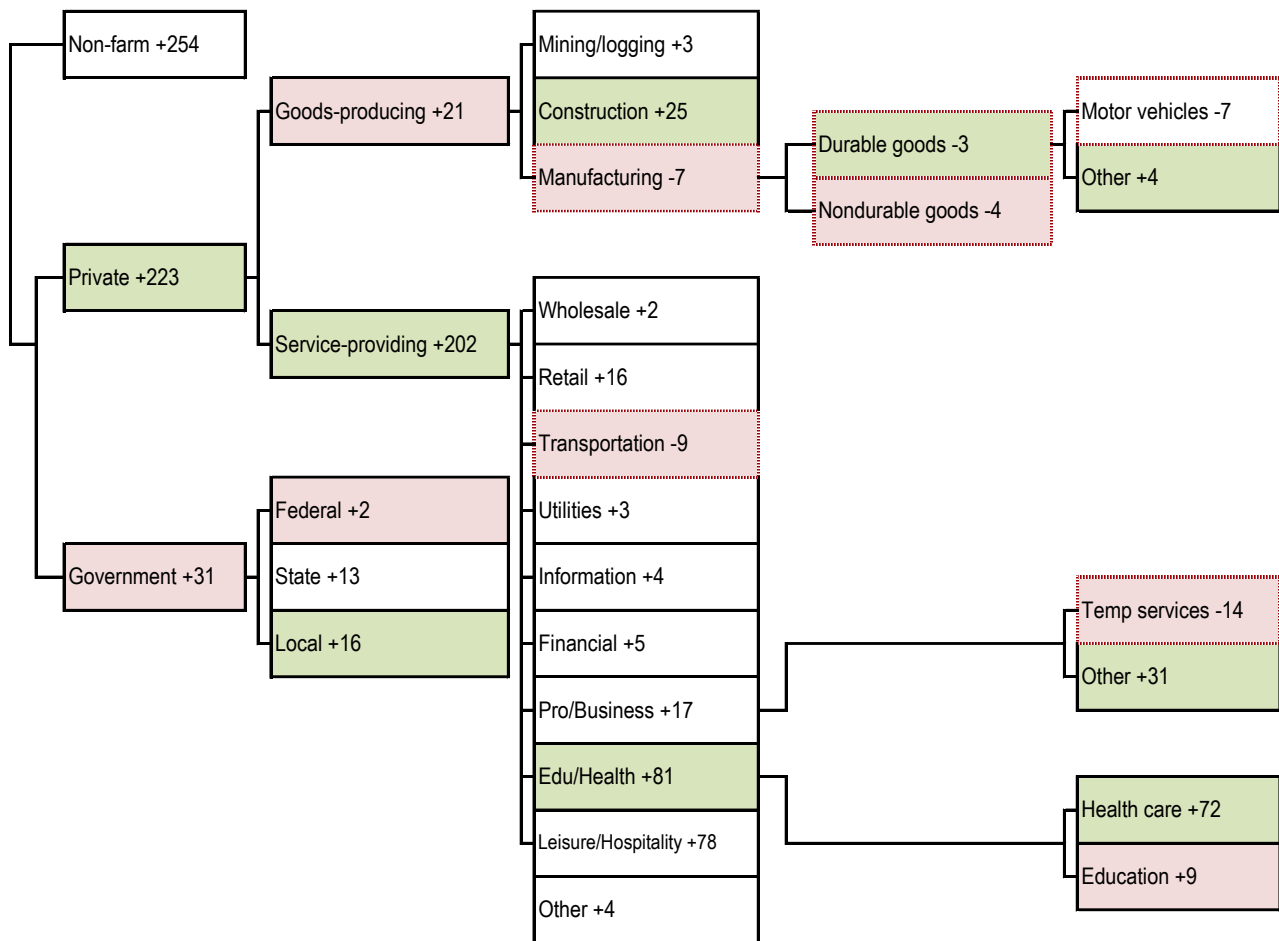 Non-farm +254
Private +223
Government +31
Goods-producing +21
Service-providing +202
Federal +2
State +13
Local +16
Mining/logging +3
Construction +25
Manufacturing -7
Wholesale +2
Retail +16
Transportation -9
Utilities +3
Information +4
Financial +5
Pro/Business +17
Edu/Health +81
Leisure/Hospitality +78
Other +4
Durable goods -3
Nondurable goods -4
Motor vehicles -7
Other +4
Temp services -14
Other +31
Health care +72
Education +9